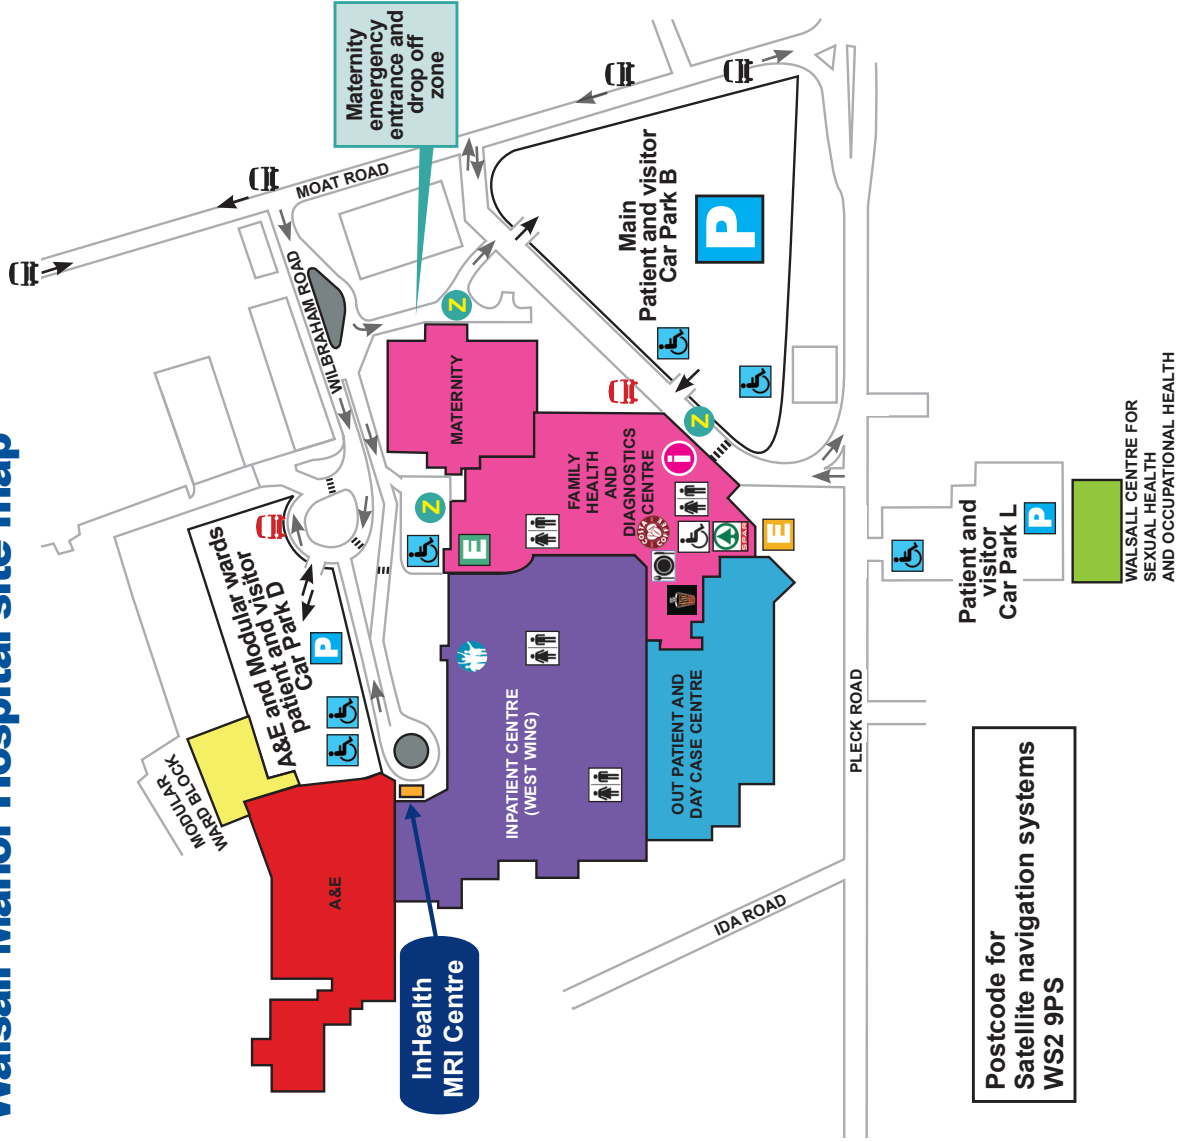 Walsall Manor Hospital site map
Maternity
emergency
entrance and
drop off
zone
MOAT ROAD
WILBRAHAM ROAD
Main
Patient and visitor
Car Park B
P
Z
MATERNITY
Z
FAMILY
HEALTH
AND
DIAGNOSTICS
CENTRE
i
Z
E
COSTA
COFFEE
SPAR
E
A&E and Modular wards
patient and visitor
Car Park D
P
MODULAR
WARD BLOCK
A&E
INPATIENT CENTRE
(WEST WING)
OUT PATIENT AND
DAY CASE CENTRE
InHealth
MRI Centre
IDA ROAD
PLECK ROAD
Patient and
visitor
Car Park L
P
WALSALL CENTRE FOR
SEXUAL HEALTH
AND OCCUPATIONAL HEALTH
Postcode for
Satellite navigation systems
WS2 9PS